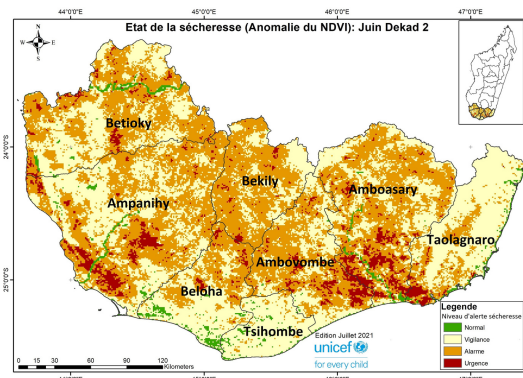 44°0'0"E 45°0'0"E 46°0'0"E 47°0'0"E
Etat de la sécheresse (Anomalie du NDVI): Juin Dekad 2
N
W E
S
Betioky
24°0'0"S
Bekily
Amboasary
Ampanihy
Taolagnaro
Ambovombe
25°0'0"S
Beloha
Tsihombe
Legende
Niveau d'alerte sécheresse
Normal
Vigilance
Alarme
Urgence
Edition Juillet 2021
unicef
for every child
0 15 30 60 90 120
Kilometers